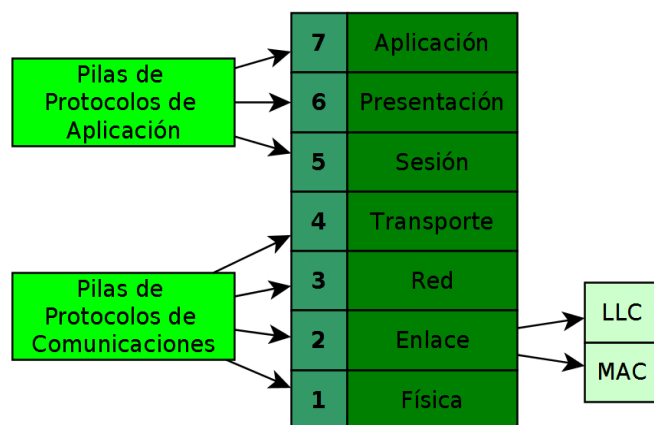 Pilas de
Protocolos de
Aplicación
7 Aplicación
6 Presentación
5 Sesión
4 Transporte
Pilas de
Protocolos de
Comunicaciones
3 Red
2 Enlace
1 Física
LLC
MAC